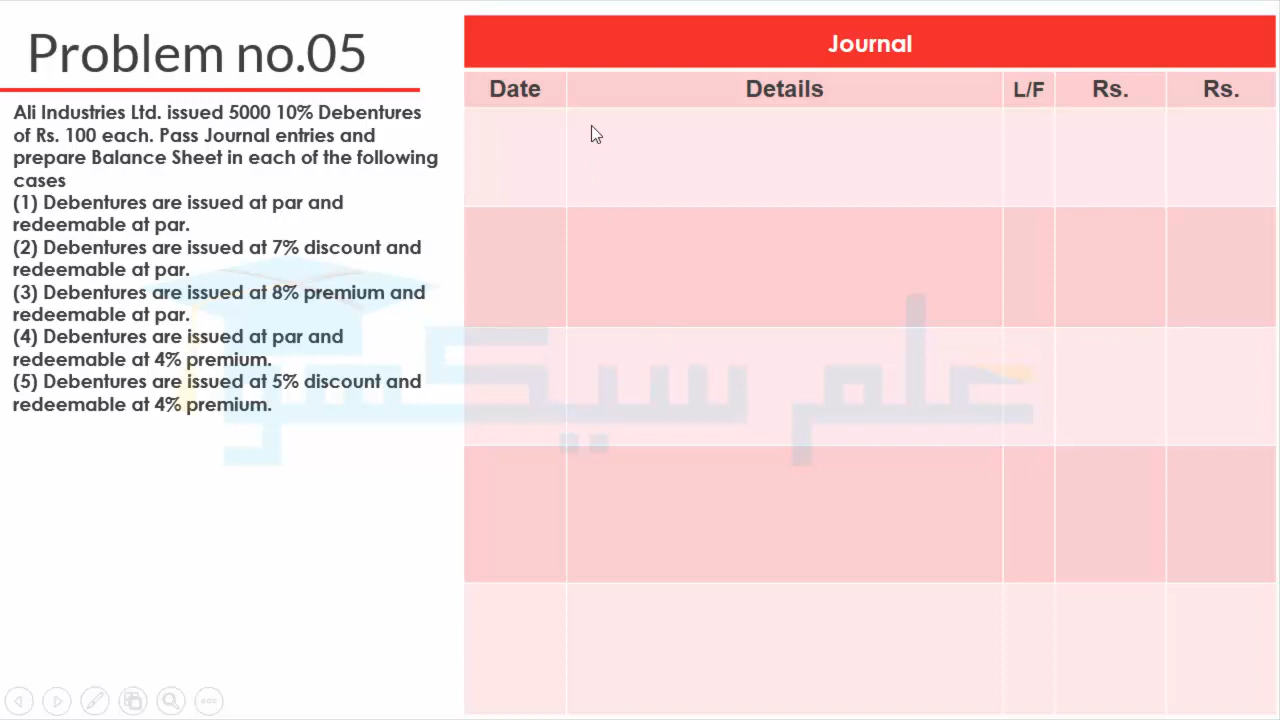 Problem no.05
Ali Industries Ltd. issued 5000 10% Debentures
of Rs. 100 each. Pass Journal entries and
prepare Balance Sheet in each of the following
cases
(1) Debentures are issued at par and
redeemable at par.
(2) Debentures are issued at 7% discount and
redeemable at par.
(3) Debentures are issued at 8% premium and
redeemable at par.
(4) Debentures are issued at par and
redeemable at 4% premium.
(5) Debentures are issued at 5% discount and
redeemable at 4% premium.
Journal
Date Details L/F Rs. Rs.
علم سیکھو